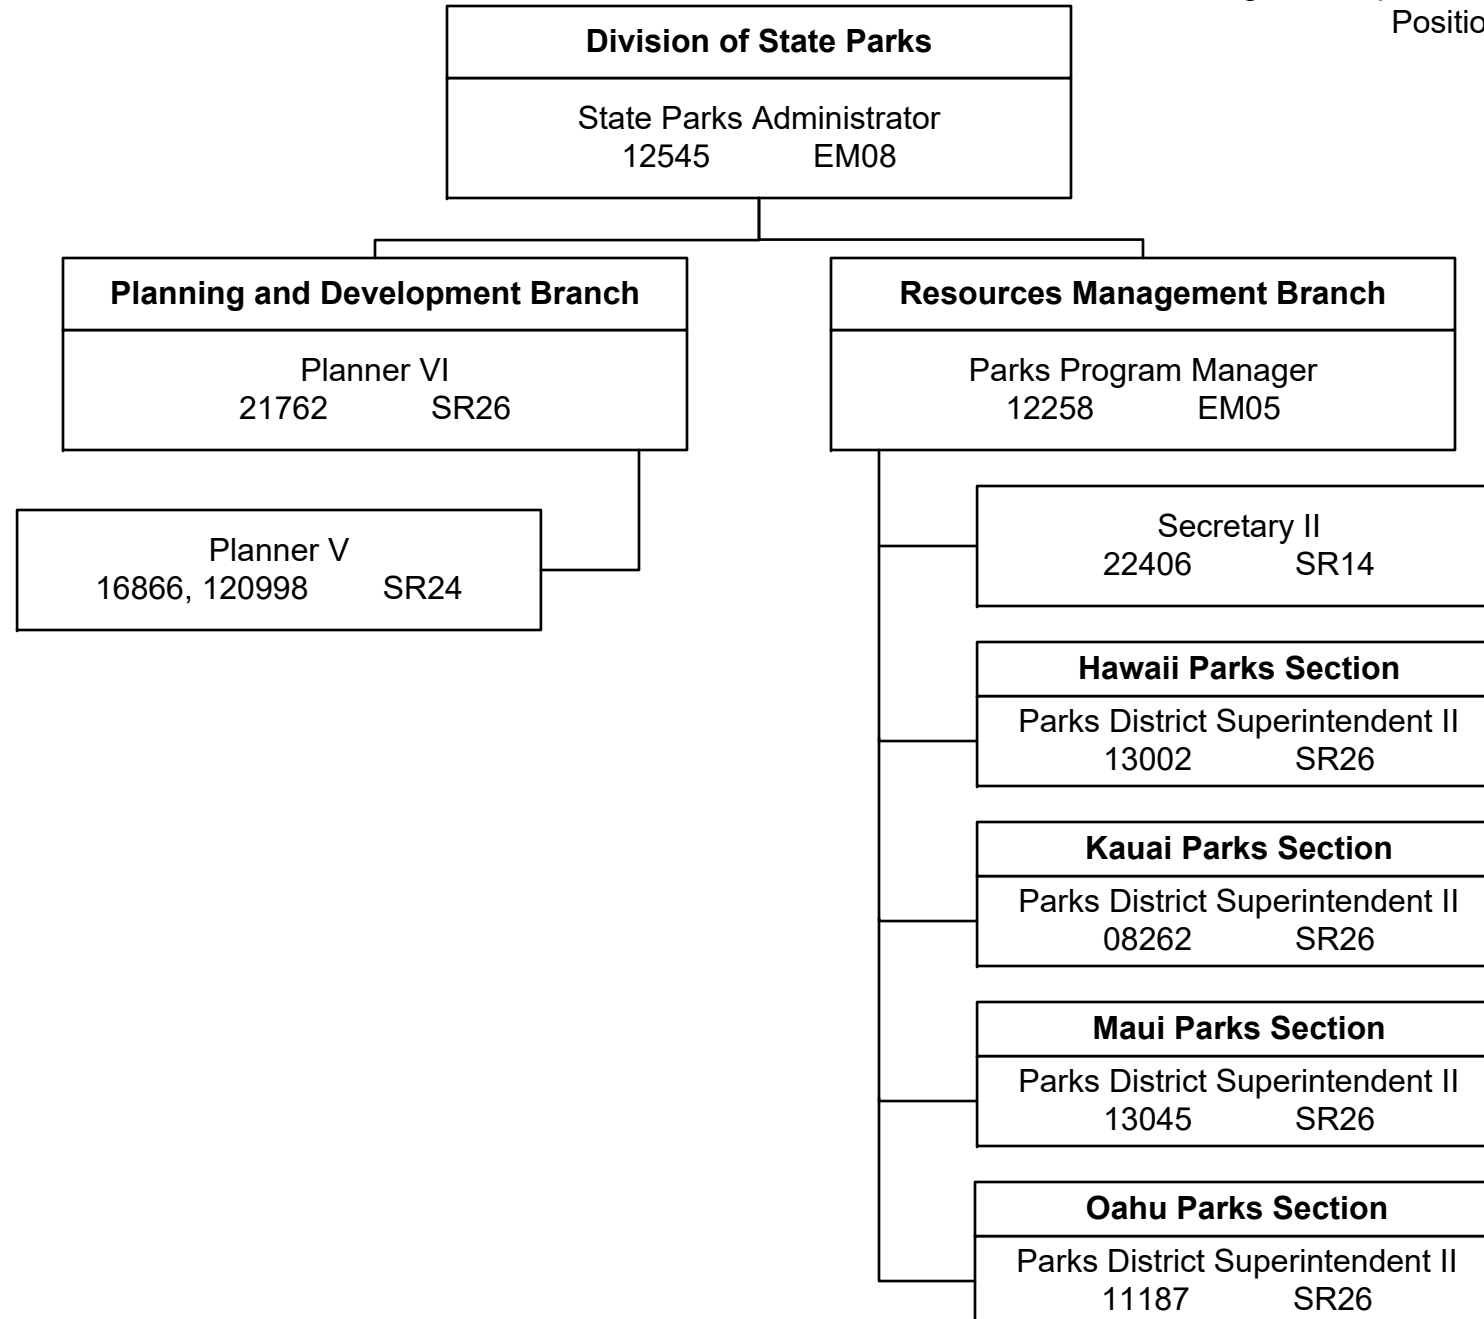 Positio
Division of State Parks
State Parks Administrator
12545 EM08
Planning and Development Branch
Planner VI
21762 SR26
Planner V
16866, 120998 SR24
Resources Management Branch
Parks Program Manager
12258 EM05
Secretary II
22406 SR14
Hawaii Parks Section
Parks District Superintendent II
13002 SR26
Kauai Parks Section
Parks District Superintendent II
08262 SR26
Maui Parks Section
Parks District Superintendent II
13045 SR26
Oahu Parks Section
Parks District Superintendent II
11187 SR26